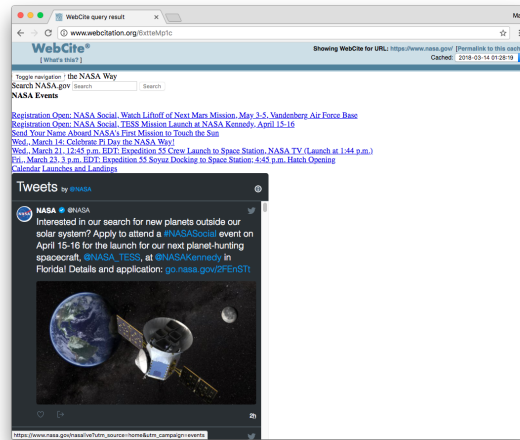 WebCite query result
Ma
www.webcitation.org/6xtteMp1c
WebCite®
[ What's this? ]
Showing WebCite for URL: https://www.nasa.gov/ [Permalink to this cach
Cached: 2018-03-14 01:28:19
Toggle navigation the NASA Way
Search NASA.gov Search Search
NASA Events
Registration Open: NASA Social, Watch Liftoff of Next Mars Mission, May 3-5, Vandenberg Air Force Base
Registration Open: NASA Social, TESS Mission Launch at NASA Kennedy, April 15-16
Send Your Name Aboard NASA's First Mission to Touch the Sun
Wed., March 14: Celebrate Pi Day the NASA Way!
Wed., March 21, 12:45 p.m. EDT: Expedition 55 Crew Launch to Space Station, NASA TV (Launch at 1:44 p.m.)
Fri., March 23, 3 p.m. EDT: Expedition 55 Soyuz Docking to Space Station; 4:45 p.m. Hatch Opening
Calendar Launches and Landings
Tweets by @NASA
NASA
NASA @NASA
Interested in our search for new planets outside our
solar system? Apply to attend a #NASASocial event on
April 15-16 for the launch for our next planet-hunting
spacecraft, @NASA_TESS, at @NASAKennedy in
Florida! Details and application: go.nasa.gov/2FEnSTt
2h
https://www.nasa.gov/nasalive?utm_source=home&utm_campaign=events